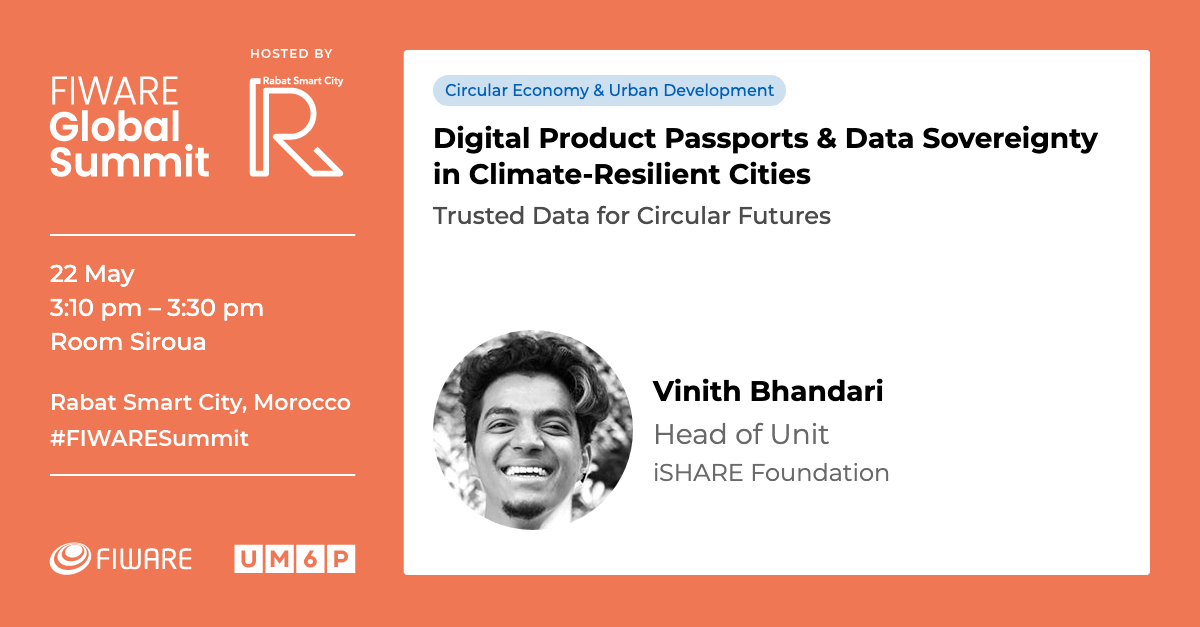 HOSTED BY
FIWARE
Global
Summit
Rabat Smart City
R
22 May
3:10 pm – 3:30 pm
Room Siroua
Rabat Smart City, Morocco
#FIWARESummit
FIWARE
UM6P
Circular Economy & Urban Development
Digital Product Passports & Data Sovereignty
in Climate-Resilient Cities
Trusted Data for Circular Futures
Vinith Bhandari
Head of Unit
iSHARE Foundation